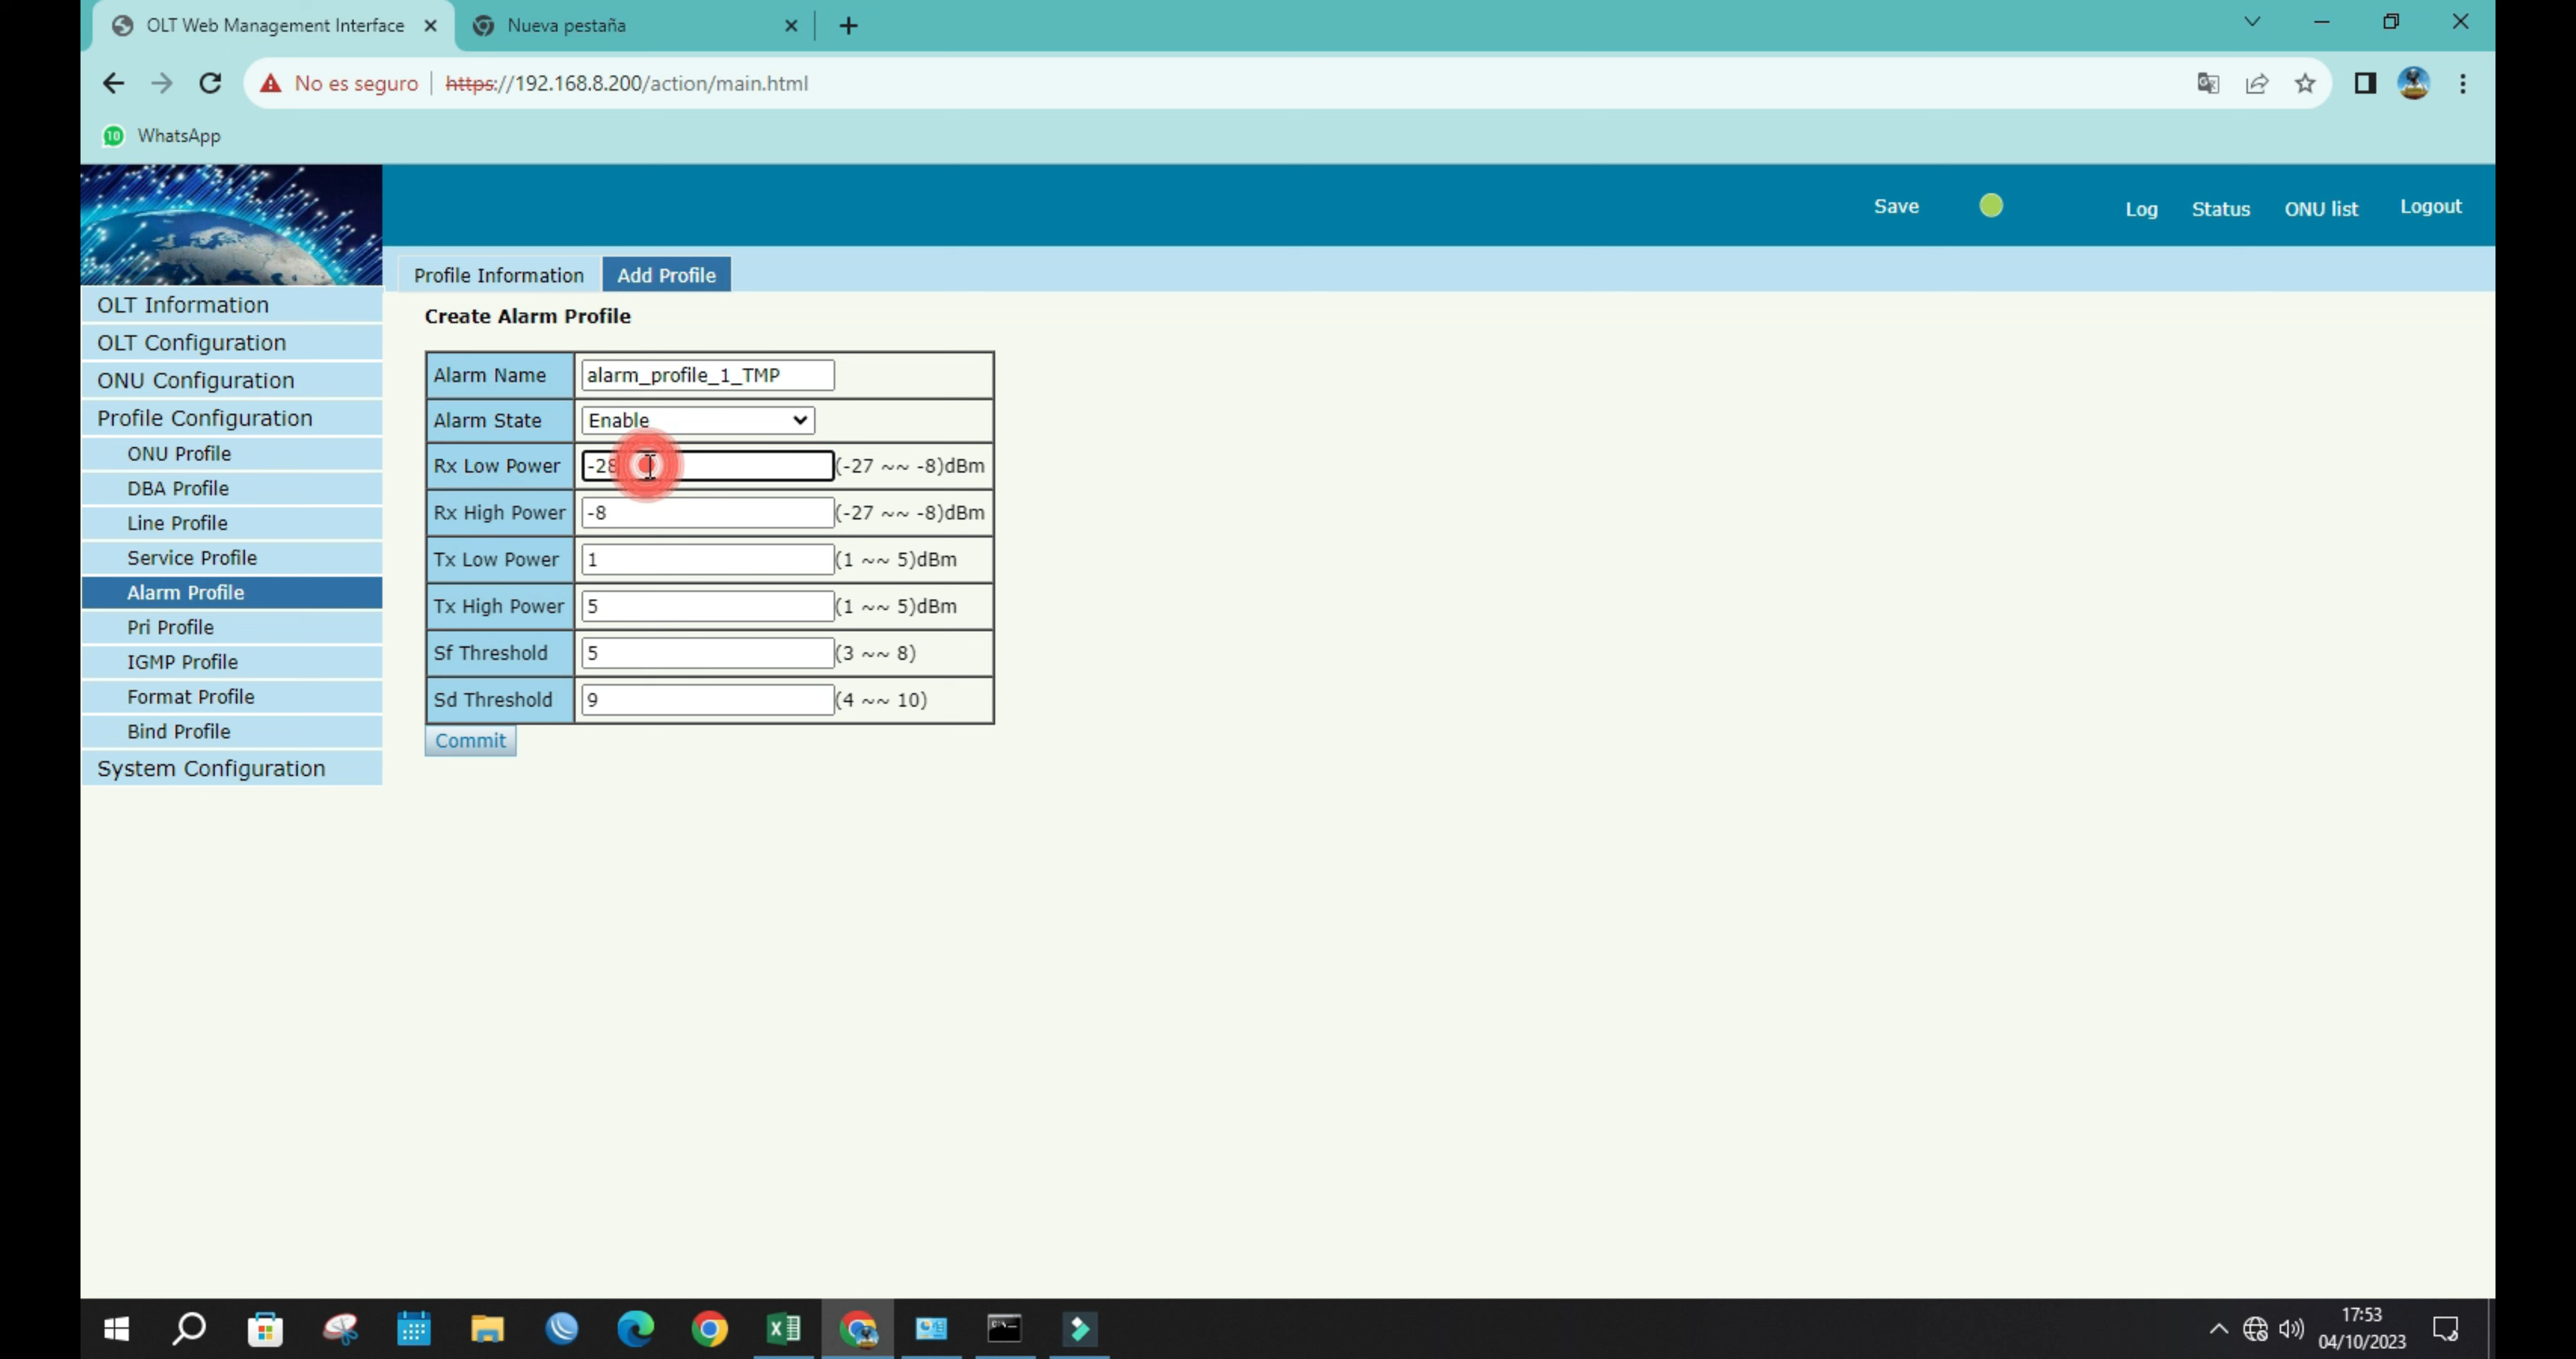 OLT Web Management Interface
Nueva pestaña
No es seguro
https://192.168.8.200/action/main.html
10
WhatsApp
Save
Log
Status
ONU list
Logout
Profile Information
Add Profile
OLT Information
OLT Configuration
ONU Configuration
Profile Configuration
ONU Profile
DBA Profile
Line Profile
Service Profile
Alarm Profile
Pri Profile
IGMP Profile
Format Profile
Bind Profile
System Configuration
Create Alarm Profile
Alarm Name alarm_profile_1_TMP
Alarm State Enable
Rx Low Power -28 (-27 ~~ -8)dBm
Rx High Power -8 (-27 ~~ -8)dBm
Tx Low Power 1 (1 ~~ 5)dBm
Tx High Power 5 (1 ~~ 5)dBm
Sf Threshold 5 (3 ~~ 8)
Sd Threshold 9 (4 ~~ 10)
Commit
17:53
04/10/2023